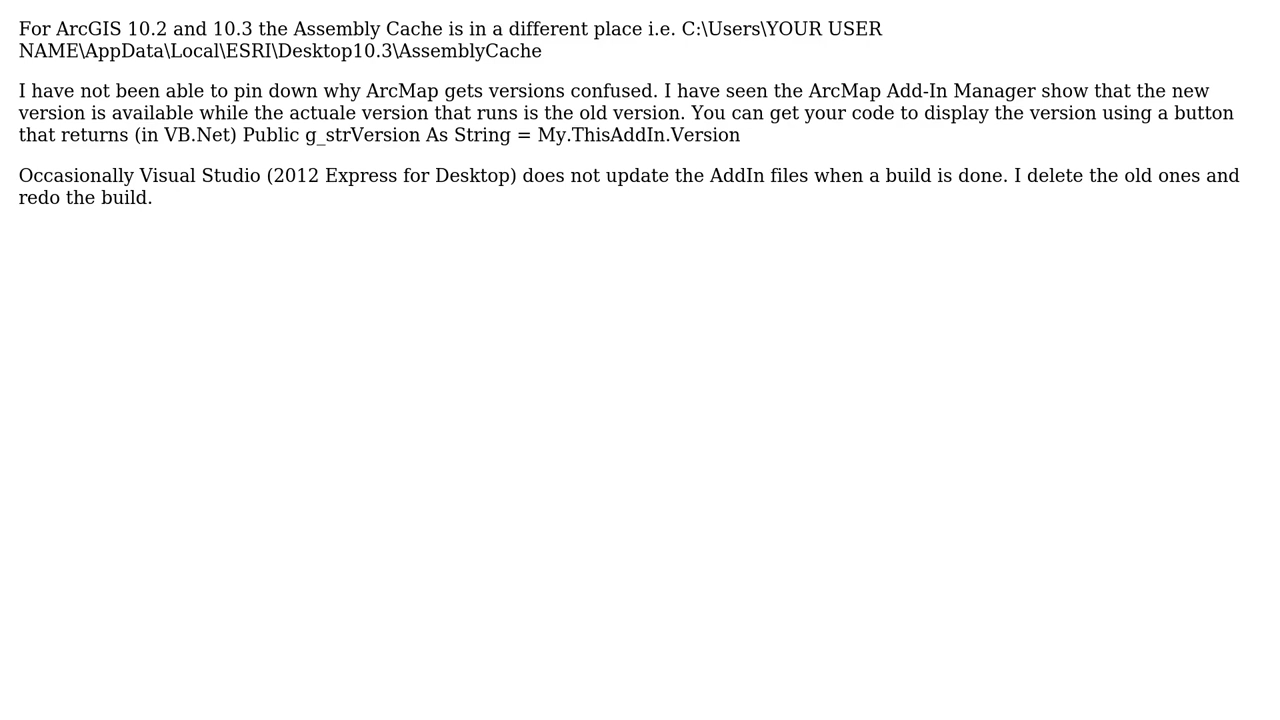 For ArcGIS 10.2 and 10.3 the Assembly Cache is in a different place i.e. C:\Users\YOUR USER
NAME\AppData\Local\ESRI\Desktop10.3\AssemblyCache
I have not been able to pin down why ArcMap gets versions confused. I have seen the ArcMap Add-In Manager show that the new
version is available while the actuale version that runs is the old version. You can get your code to display the version using a button
that returns (in VB.Net) Public g_strVersion As String = My.ThisAddIn.Version
Occasionally Visual Studio (2012 Express for Desktop) does not update the AddIn files when a build is done. I delete the old ones and
redo the build.